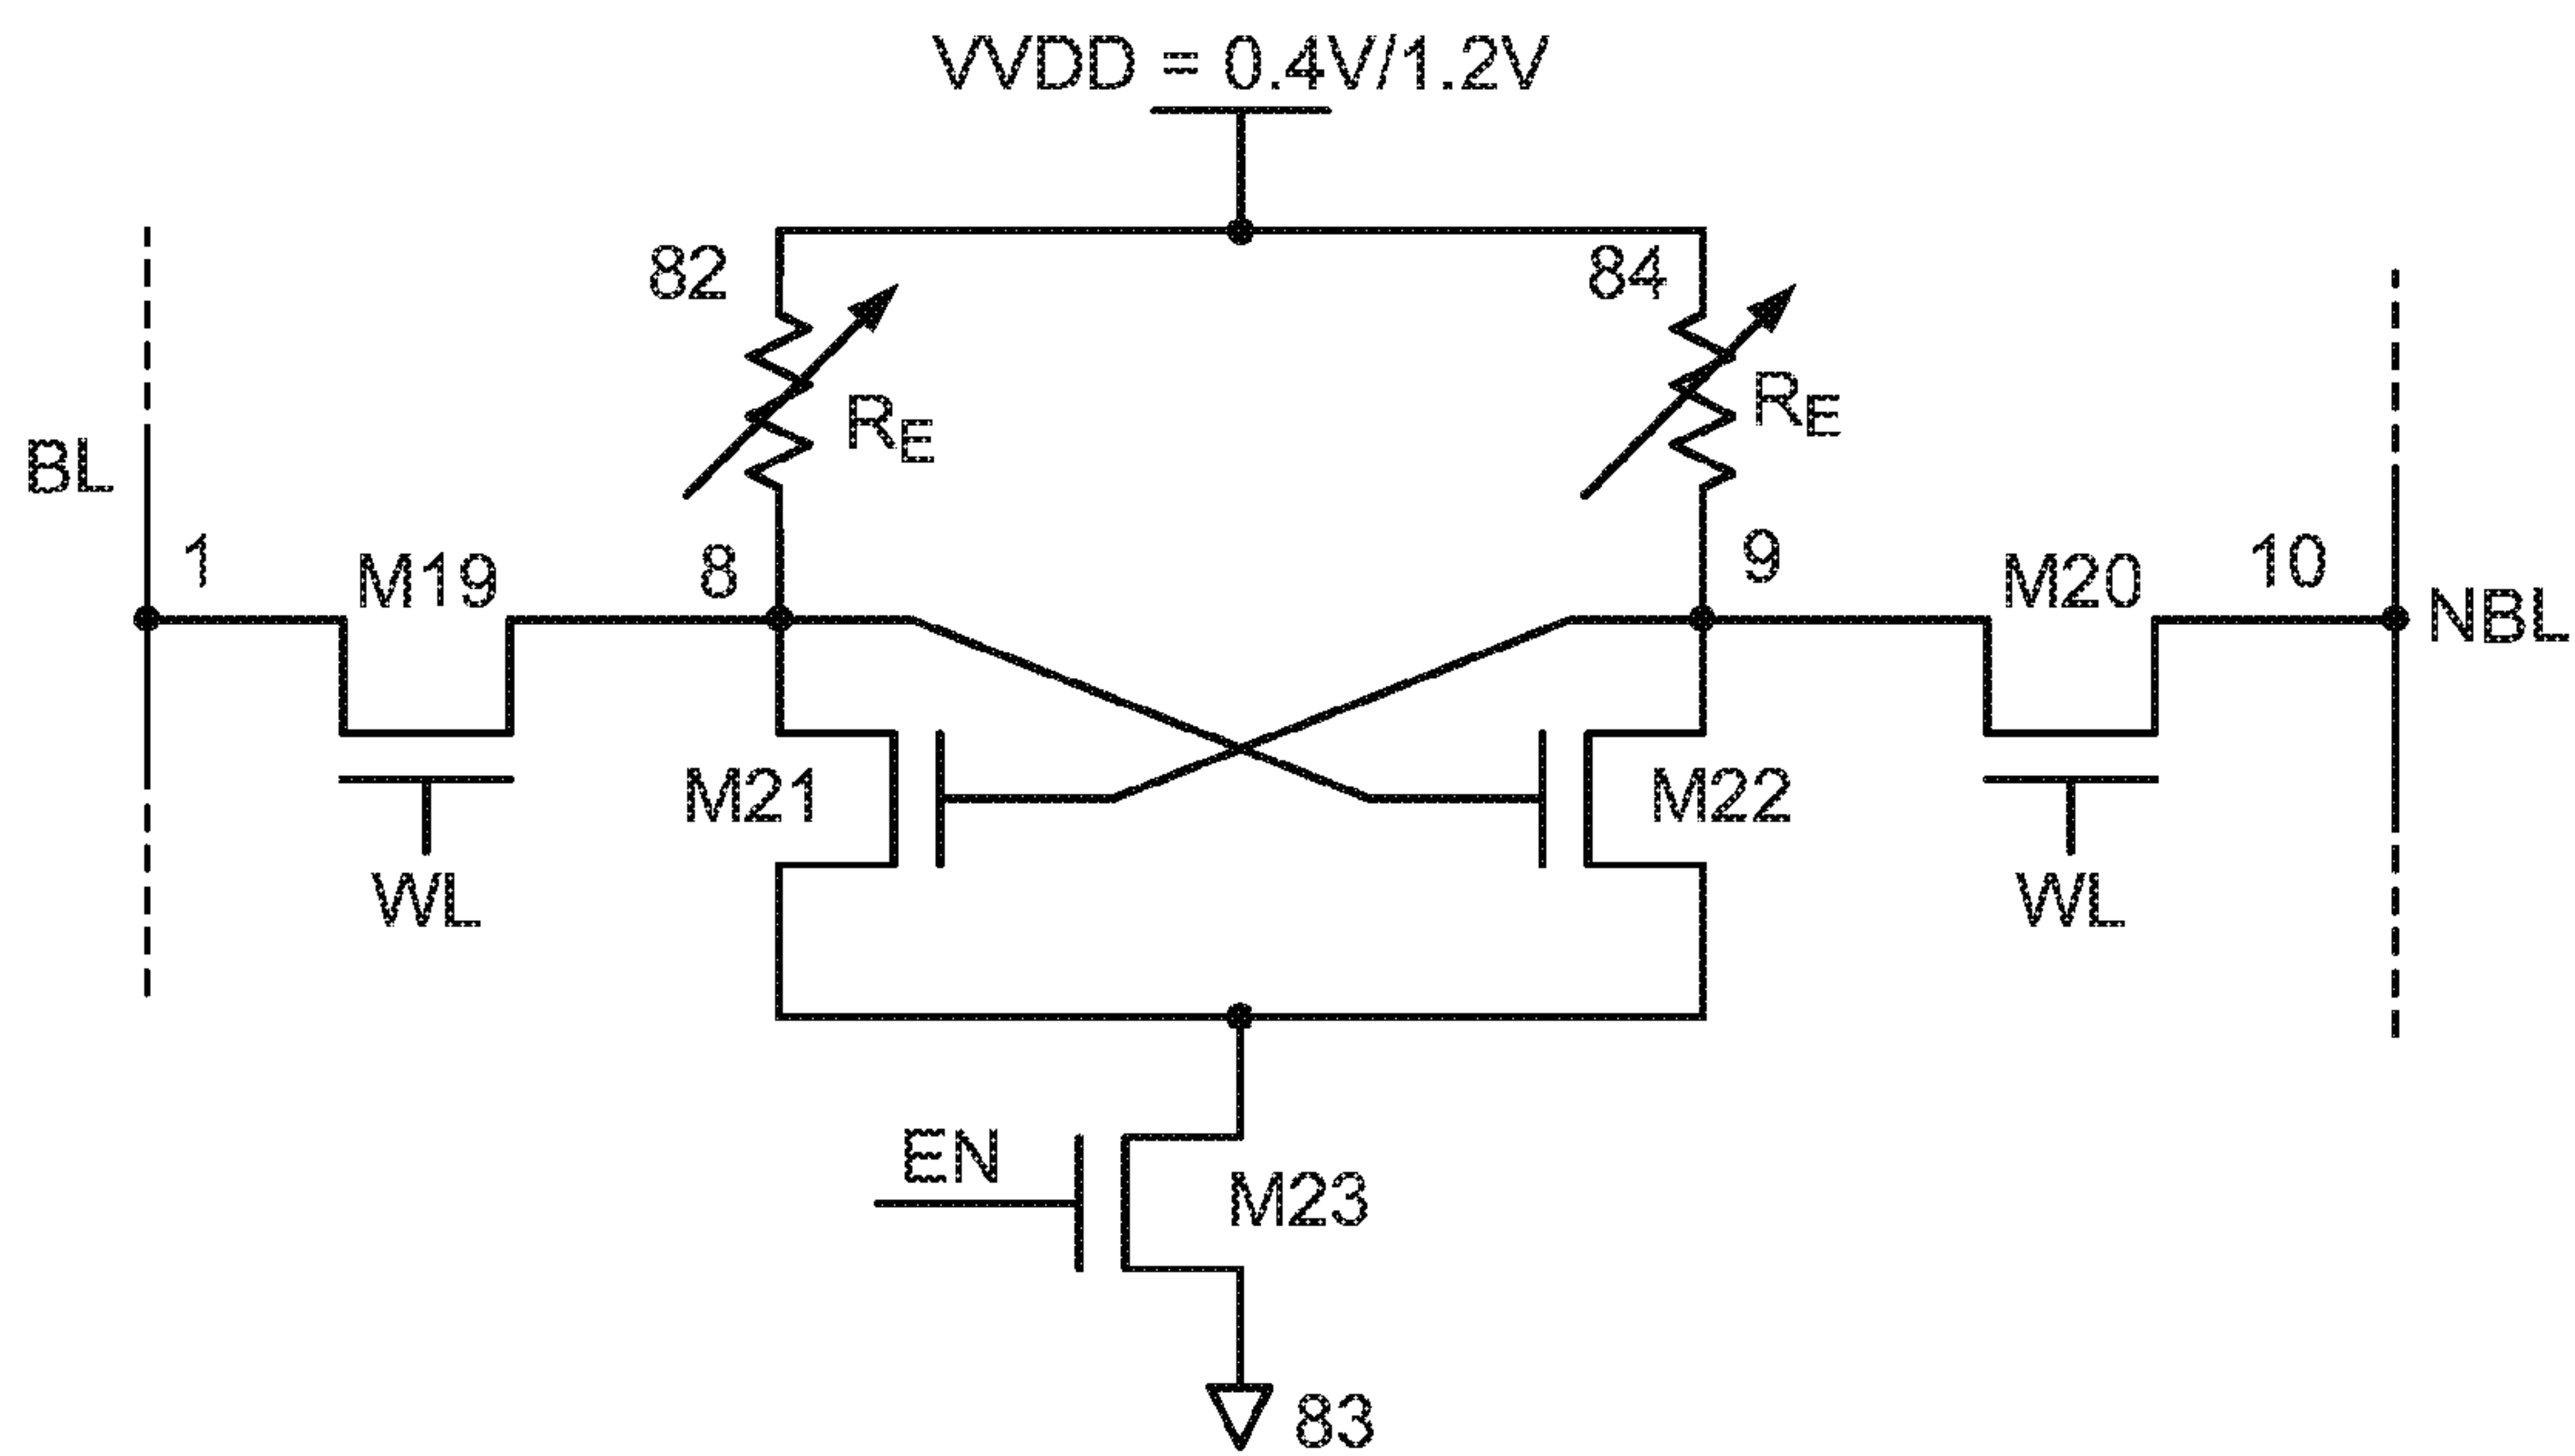 VVDD = 0.4V/1.2V
82
84
RE
RE
BL
1
M19
8
9
M20
10
NBL
M21
M22
WL
WL
EN
M23
83